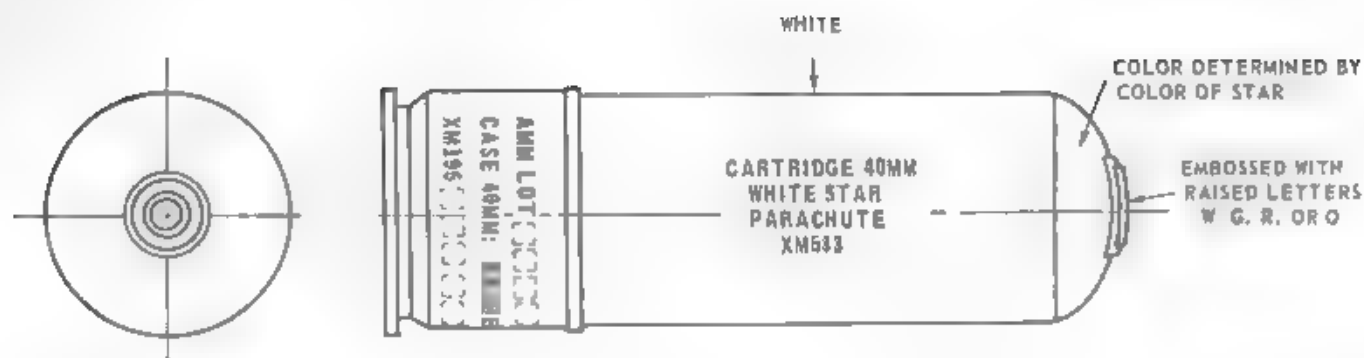 WHITE
COLOR DETERMINED BY
COLOR OF STAR
EMBOSSED WITH
RAISED LETTERS
W G. R. OR O
CARTRIDGE 40MM
WHITE STAR
PARACHUTE
AMM LOT
CASE 40MM:
XM195